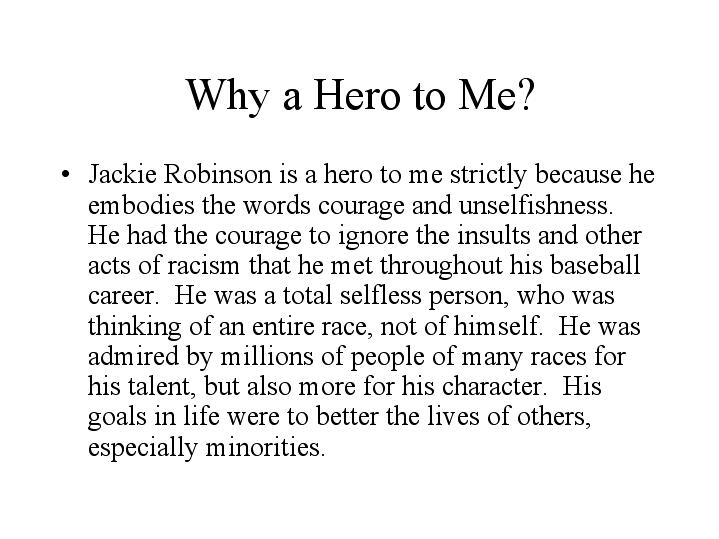 Why a Hero to Me?
• Jackie Robinson is a hero to me strictly because he
embodies the words courage and unselfishness.
He had the courage to ignore the insults and other
acts of racism that he met throughout his baseball
career.  He was a total selfless person, who was
thinking of an entire race, not of himself.  He was
admired by millions of people of many races for
his talent, but also more for his character.  His
goals in life were to better the lives of others,
especially minorities.